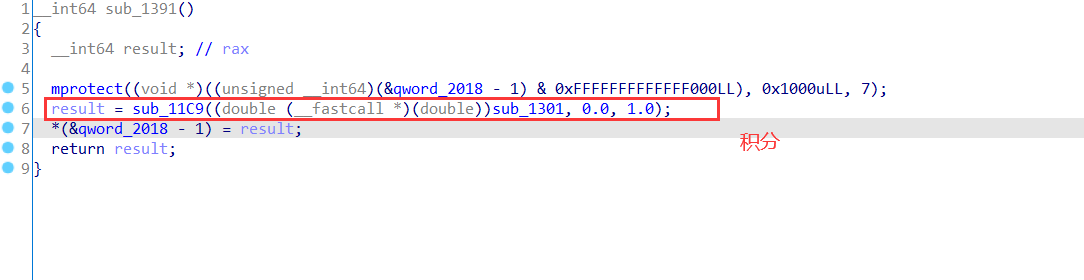 1 __int64 sub_1391()
2 {
3   __int64 result; // rax
4
5   mprotect((void *)((unsigned __int64)(&qword_2018 - 1) & 0xFFFFFFFFFFFFF000LL), 0x1000uLL, 7);
6   result = sub_11C9((double (__fastcall *)(double))sub_1301, 0.0, 1.0);
7   *(&qword_2018 - 1) = result;
积分
8   return result;
9 }